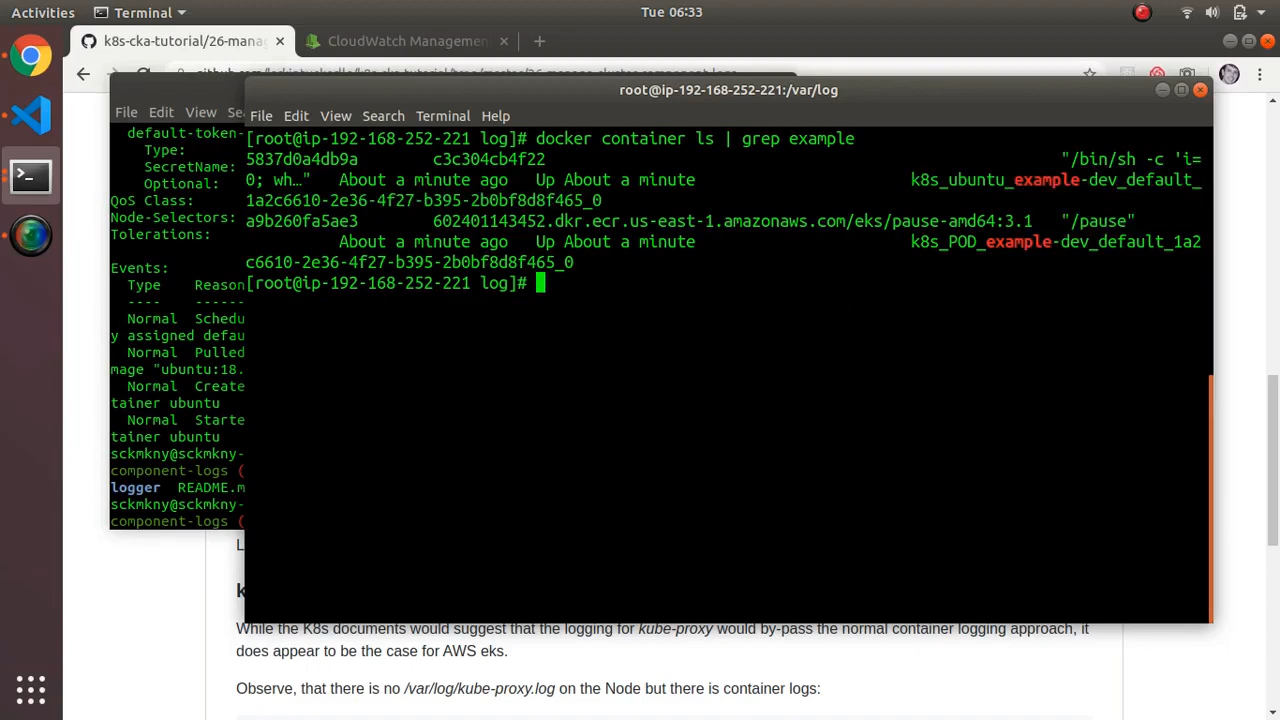 Activities Terminal Tue 06:33
k8s-cka-tutorial/26-mana CloudWatch Managemen
root@ip-192-168-252-221:/var/log
File Edit View
File Edit View Search Terminal Help
default-token-
Type:
SecretName:
Optional:
QoS Class:
Node-Selectors:
Tolerations:
Events:
Type Reason
---- ------
Normal Schedu
y assigned defau
Normal Pulled
mage "ubuntu:18.
Normal Create
tainer ubuntu
Normal Starte
tainer ubuntu
sckmkny@sckmkny-
component-logs (
logger README.m
sckmkny@sckmkny-
component-logs (
[root@ip-192-168-252-221 log]# docker container ls | grep example
5837d0a4db9a c3c304cb4f22 "/bin/sh -c 'i=
0; wh…" About a minute ago Up About a minute k8s_ubuntu_example-dev_default_
1a2c6610-2e36-4f27-b395-2b0bf8d8f465_0
a9b260fa5ae3 602401143452.dkr.ecr.us-east-1.amazonaws.com/eks/pause-amd64:3.1 "/pause"
About a minute ago Up About a minute k8s_POD_example-dev_default_1a2
c6610-2e36-4f27-b395-2b0bf8d8f465_0
[root@ip-192-168-252-221 log]#
L
k
While the K8s documents would suggest that the logging for kube-proxy would by-pass the normal container logging approach, it
does appear to be the case for AWS eks.
Observe, that there is no /var/log/kube-proxy.log on the Node but there is container logs: